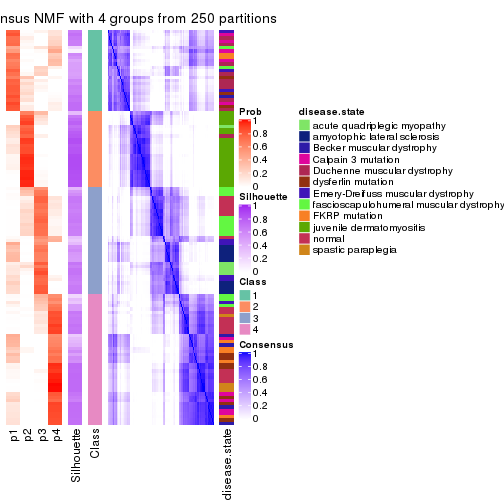 nsus NMF with 4 groups from 250 partitions
p1
p2
p3
p4
Silhouette
Class
disease.state
Prob
1
0.8
0.6
0.4
0.2
0
Silhouette
1
0.8
0.6
0.4
0.2
0
Class
1
2
3
4
Consensus
1
0.8
0.6
0.4
0.2
0
disease.state
acute quadriplegic myopathy
amyotophic lateral sclerosis
Becker muscular dystrophy
Calpain 3 mutation
Duchenne muscular dystrophy
dysferlin mutation
Emery-Dreifuss muscular dystrophy
fascioscapulohumeral muscular dystrophy
FKRP mutation
juvenile dermatomyositis
normal
spastic paraplegia